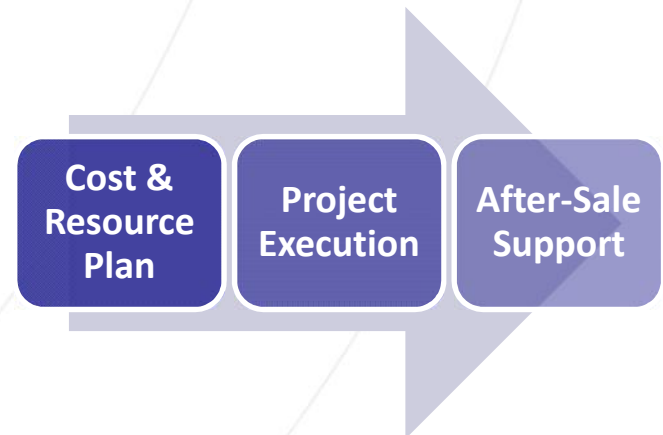 Cost &
Resource
Plan
Project
Execution
After-Sale
Support